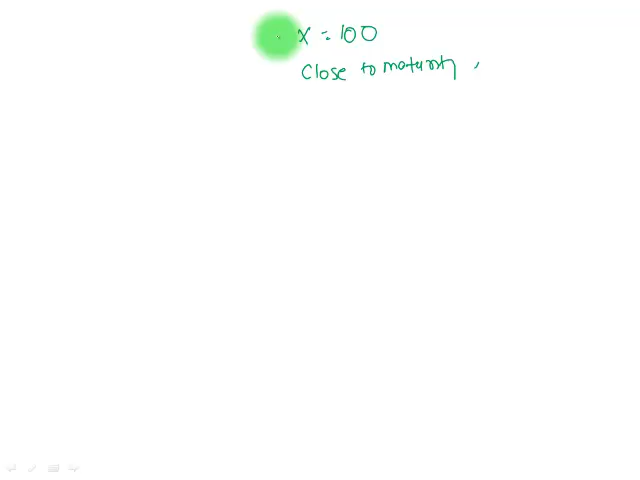 X = 100
Close to maturity,